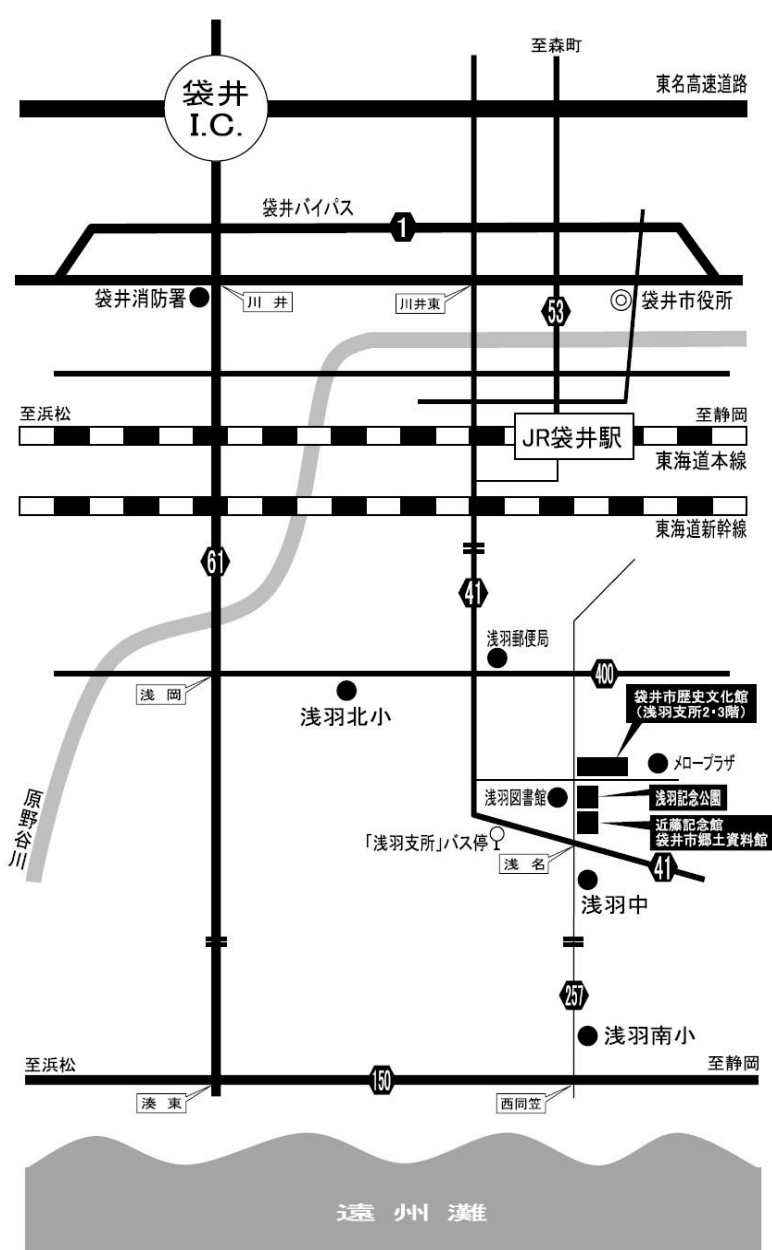 至森町
袋井
I.C.
東名高速道路
袋井バイパス
1
袋井消防署
川井
川井東
53
袋井市役所
至浜松
JR袋井駅
至静岡
東海道本線
東海道新幹線
61
41
浅羽郵便局
400
浅岡
浅羽北小
袋井市歴史文化館
(浅羽支所2・3階)
メロープラザ
原野谷川
浅羽図書館
浅羽記念公園
近藤記念館
袋井市郷土資料館
「浅羽支所」バス停
浅名
41
浅羽中
257
浅羽南小
至浜松
150
至静岡
湊東
西同笠
遠州灘